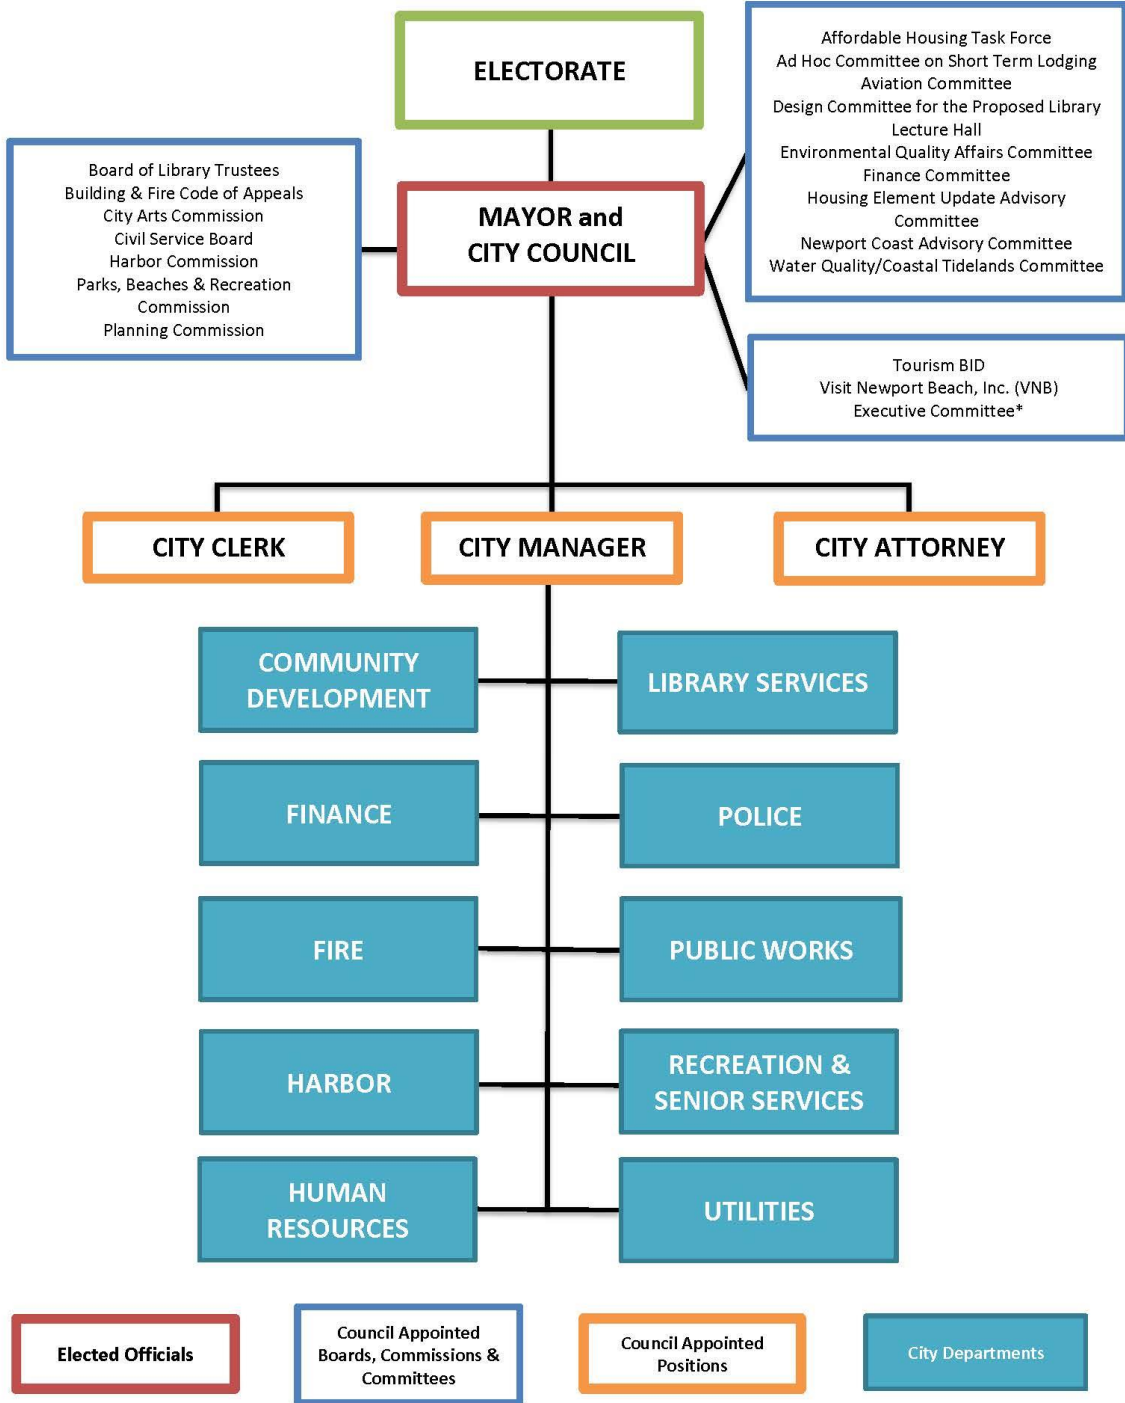 ELECTORATE
Affordable Housing Task Force
Ad Hoc Committee on Short Term Lodging
Aviation Committee
Design Committee for the Proposed Library
Lecture Hall
Environmental Quality Affairs Committee
Finance Committee
Housing Element Update Advisory
Committee
Newport Coast Advisory Committee
Water Quality/Coastal Tidelands Committee
Board of Library Trustees
Building & Fire Code of Appeals
City Arts Commission
Civil Service Board
Harbor Commission
Parks, Beaches & Recreation
Commission
Planning Commission
MAYOR and
CITY COUNCIL
Tourism BID
Visit Newport Beach, Inc. (VNB)
Executive Committee*
CITY CLERK
CITY MANAGER
CITY ATTORNEY
COMMUNITY
DEVELOPMENT
LIBRARY SERVICES
FINANCE
POLICE
FIRE
PUBLIC WORKS
HARBOR
RECREATION &
SENIOR SERVICES
HUMAN
RESOURCES
UTILITIES
Elected Officials
Council Appointed
Boards, Commissions &
Committees
Council Appointed
Positions
City Departments